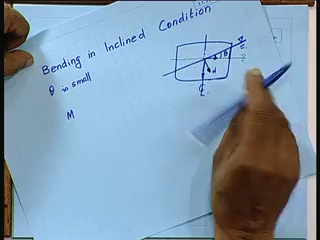 Bending in Inclined Condition
θ is small
θ
M